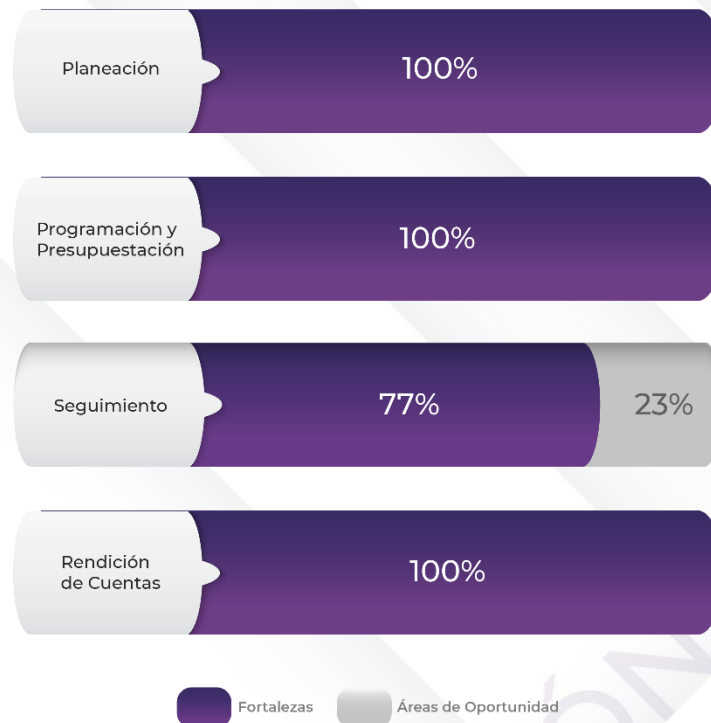 Planeación
100%
Programación y
Presupuestación
100%
Seguimiento
77%
23%
Rendición
de Cuentas
100%
Fortalezas
Áreas de Oportunidad